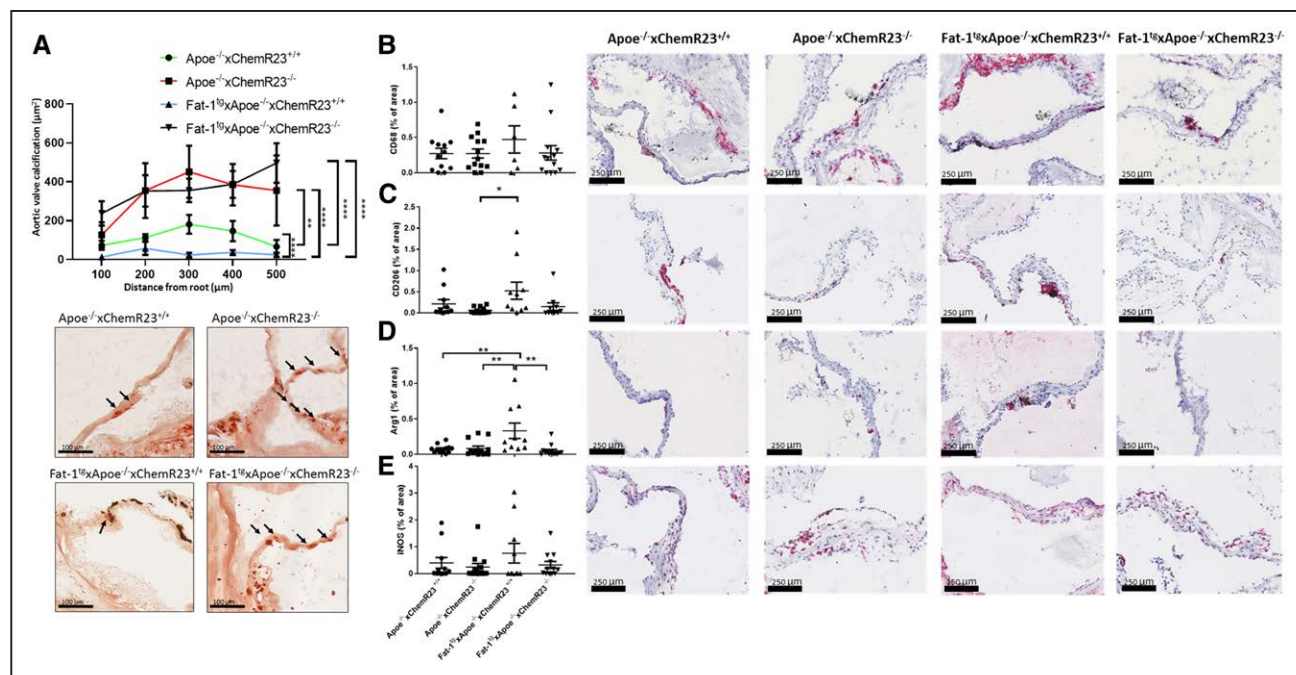 A
Apoe-/-xChemR23+/+
Apoe-/-xChemR23-/-
Fat-1tgxApoe-/-xChemR23+/+
Fat-1tgxApoe-/-xChemR23-/-
Aortic valve calcification (µm2)
800
600
400
200
0
100 200 300 400 500
Distance from root (µm)
****
**
****
****
****
Apoe-/-xChemR23+/+ Apoe-/-xChemR23-/-
100 µm 100 µm
Fat-1tgxApoe-/-xChemR23+/+ Fat-1tgxApoe-/-xChemR23-/-
100 µm 100 µm
Apoe-/-xChemR23+/+ Apoe-/-xChemR23-/- Fat-1tgxApoe-/-xChemR23+/+ Fat-1tgxApoe-/-xChemR23-/-
B
CD68 (% of area)
1.5
1.0
0.5
0.0
250 µm 250 µm 250 µm 250 µm
C
CD206 (% of area)
*
2.5
2.0
1.5
1.0
0.5
0.0
250 µm 250 µm 250 µm 250 µm
D
Arg1 (% of area)
**
** **
1.5
1.0
0.5
0.0
250 µm 250 µm 250 µm 250 µm
E
iNOS (% of area)
4
3
2
1
0
250 µm 250 µm 250 µm 250 µm
Apoe-/-xChemR23+/+
Apoe-/-xChemR23-/-
Fat-1tgxApoe-/-xChemR23+/+
Fat-1tgxApoe-/-xChemR23-/-